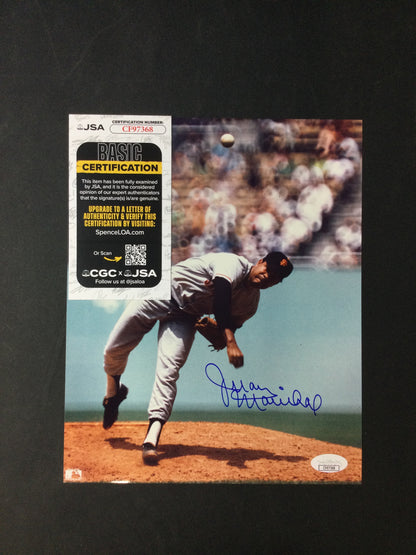 JSA
CERTIFICATION NUMBER:
CF97368
BASIC
CERTIFICATION
This item has been fully examined
by JSA, and it is the considered
opinion of our expert authenticators
that the signature(s) is/are genuine.
UPGRADE TO A LETTER OF
AUTHENTICITY & VERIFY THIS
CERTIFICATION BY VISITING:
SpenceLOA.com
Or Scan
CGC x JSA
Follow us at @jsaloa
SF
Juan
Marichal
CF97368